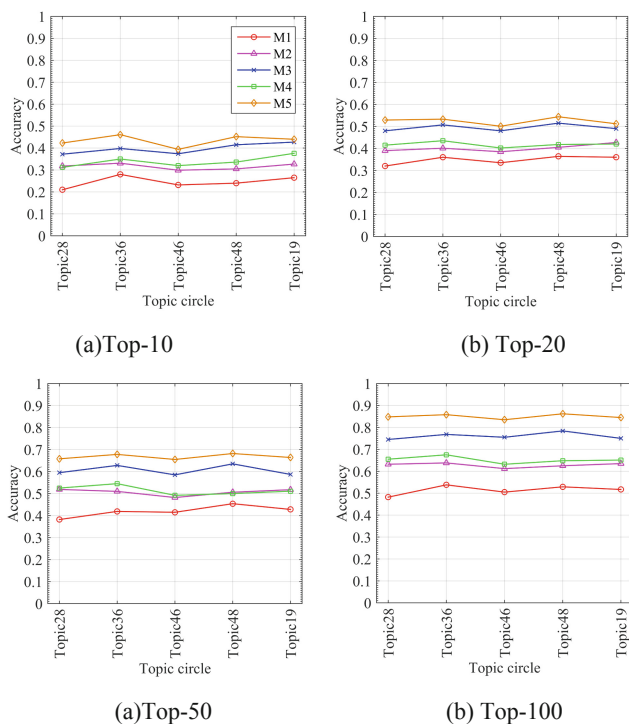 1
0.9
0.8
0.7
0.6
0.5
0.4
0.3
0.2
0.1
0
Accuracy
M1
M2
M3
M4
M5
Topic28
Topic36
Topic46
Topic48
Topic19
Topic circle
(a)Top-10
1
0.9
0.8
0.7
0.6
0.5
0.4
0.3
0.2
0.1
0
Accuracy
Topic28
Topic36
Topic46
Topic48
Topic19
Topic circle
(b) Top-20
1
0.9
0.8
0.7
0.6
0.5
0.4
0.3
0.2
0.1
0
Accuracy
Topic28
Topic36
Topic46
Topic48
Topic19
Topic circle
(a)Top-50
1
0.9
0.8
0.7
0.6
0.5
0.4
0.3
0.2
0.1
0
Accuracy
Topic28
Topic36
Topic46
Topic48
Topic19
Topic circle
(b) Top-100